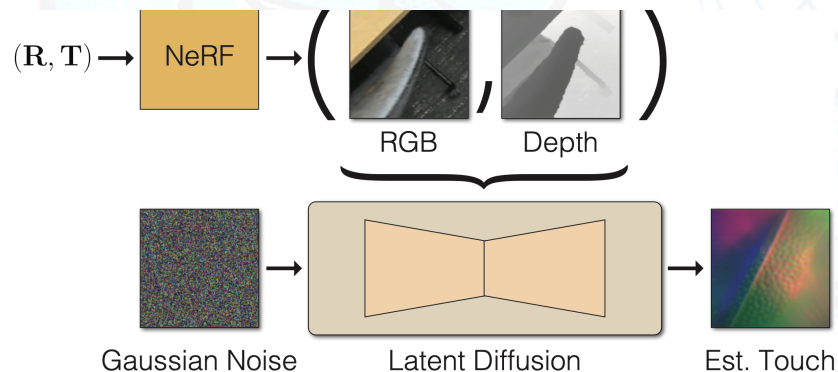 (R, T) NeRF ( , )
RGB Depth
Gaussian Noise Latent Diffusion Est. Touch